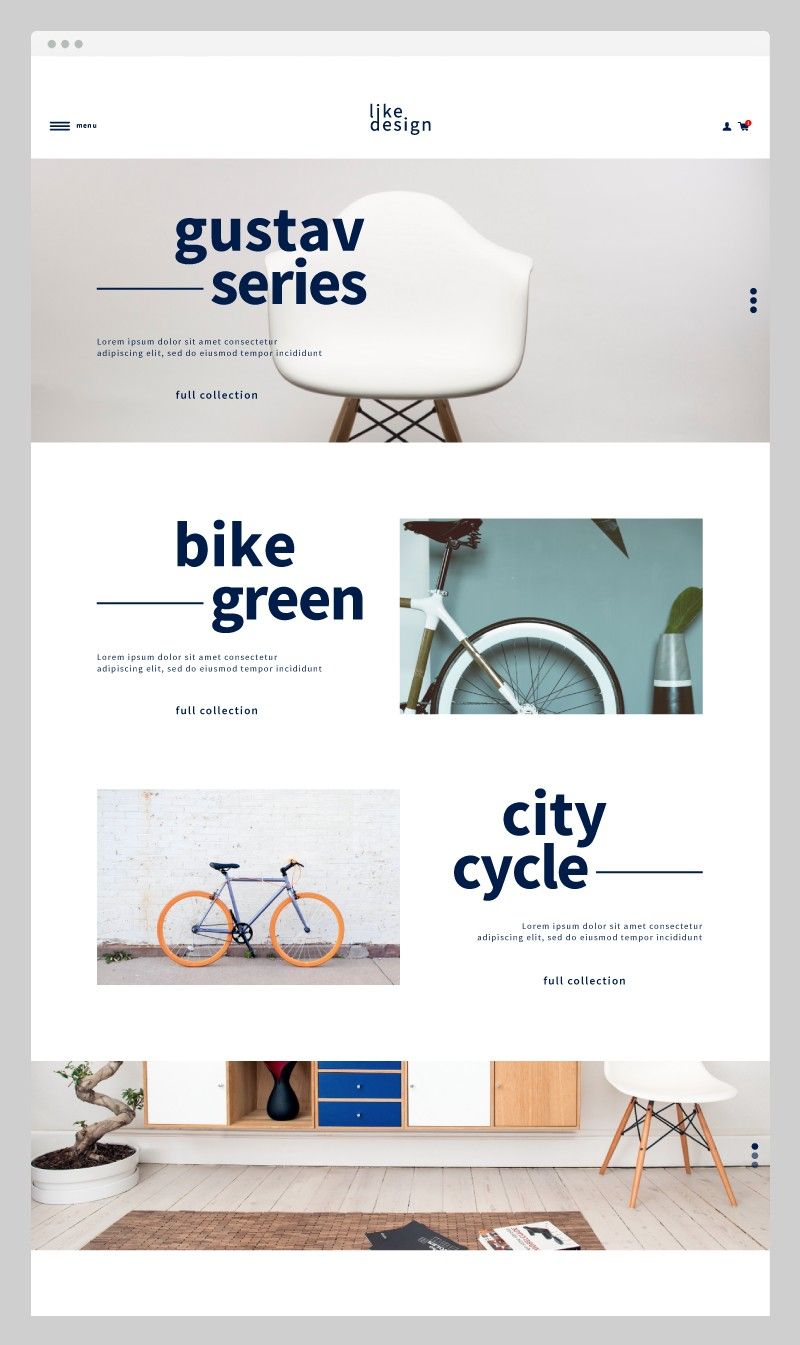 like
design
menu
gustav
series
Lorem ipsum dolor sit amet consectetur
adipiscing elit, sed do eiusmod tempor incididunt
full collection
bike
green
Lorem ipsum dolor sit amet consectetur
adipiscing elit, sed do eiusmod tempor incididunt
full collection
city
cycle
Lorem ipsum dolor sit amet consectetur
adipiscing elit, sed do eiusmod tempor incididunt
full collection